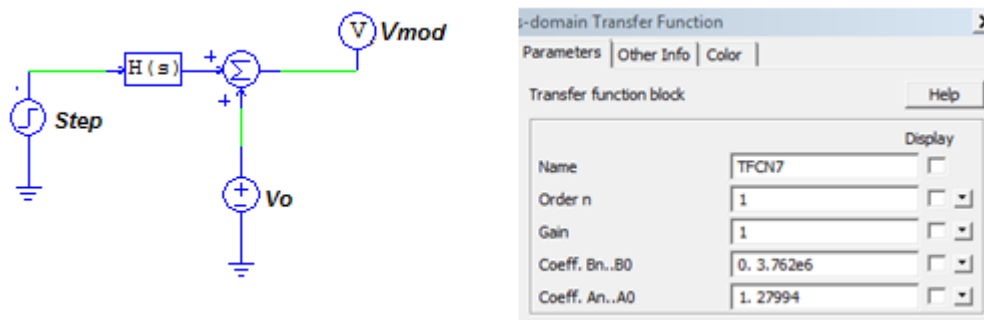 V Vmod
H(s) + Σ
+
Step
+
Vo
s-domain Transfer Function
Parameters Other Info Color
Transfer function block Help
Display
Name TFCN7
Order n 1
Gain 1
Coeff. Bn..B0 0. 3.762e6
Coeff. An..A0 1. 27994